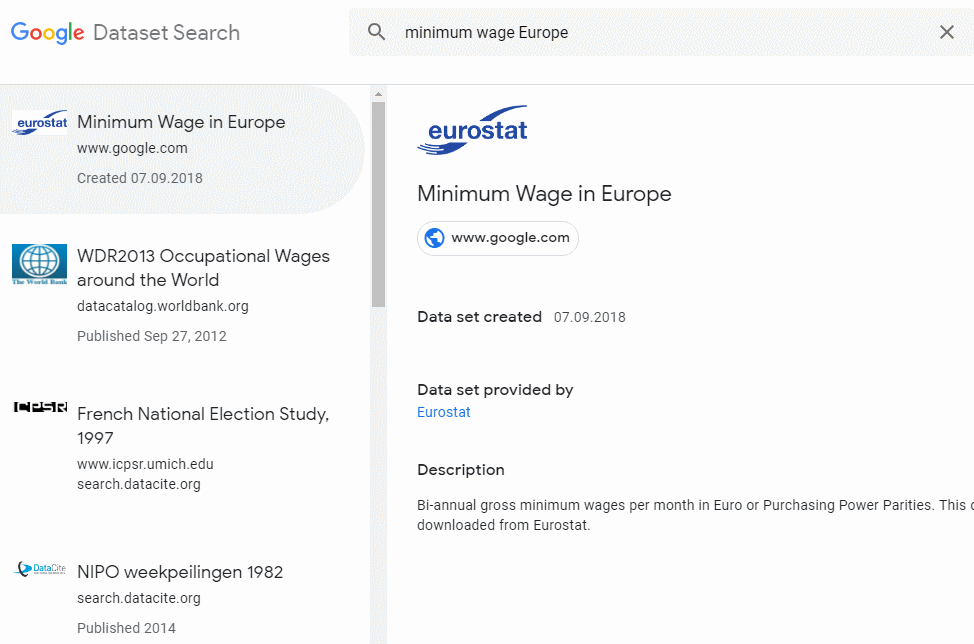 Google Dataset Search
minimum wage Europe
eurostat
Minimum Wage in Europe
www.google.com
Created 07.09.2018
The World Bank
WDR2013 Occupational Wages
around the World
datacatalog.worldbank.org
Published Sep 27, 2012
ICPSR
French National Election Study,
1997
www.icpsr.umich.edu
search.datacite.org
DataCite
NIPO weekpeilingen 1982
search.datacite.org
Published 2014
eurostat
Minimum Wage in Europe
www.google.com
Data set created 07.09.2018
Data set provided by
Eurostat
Description
Bi-annual gross minimum wages per month in Euro or Purchasing Power Parities. This
downloaded from Eurostat.